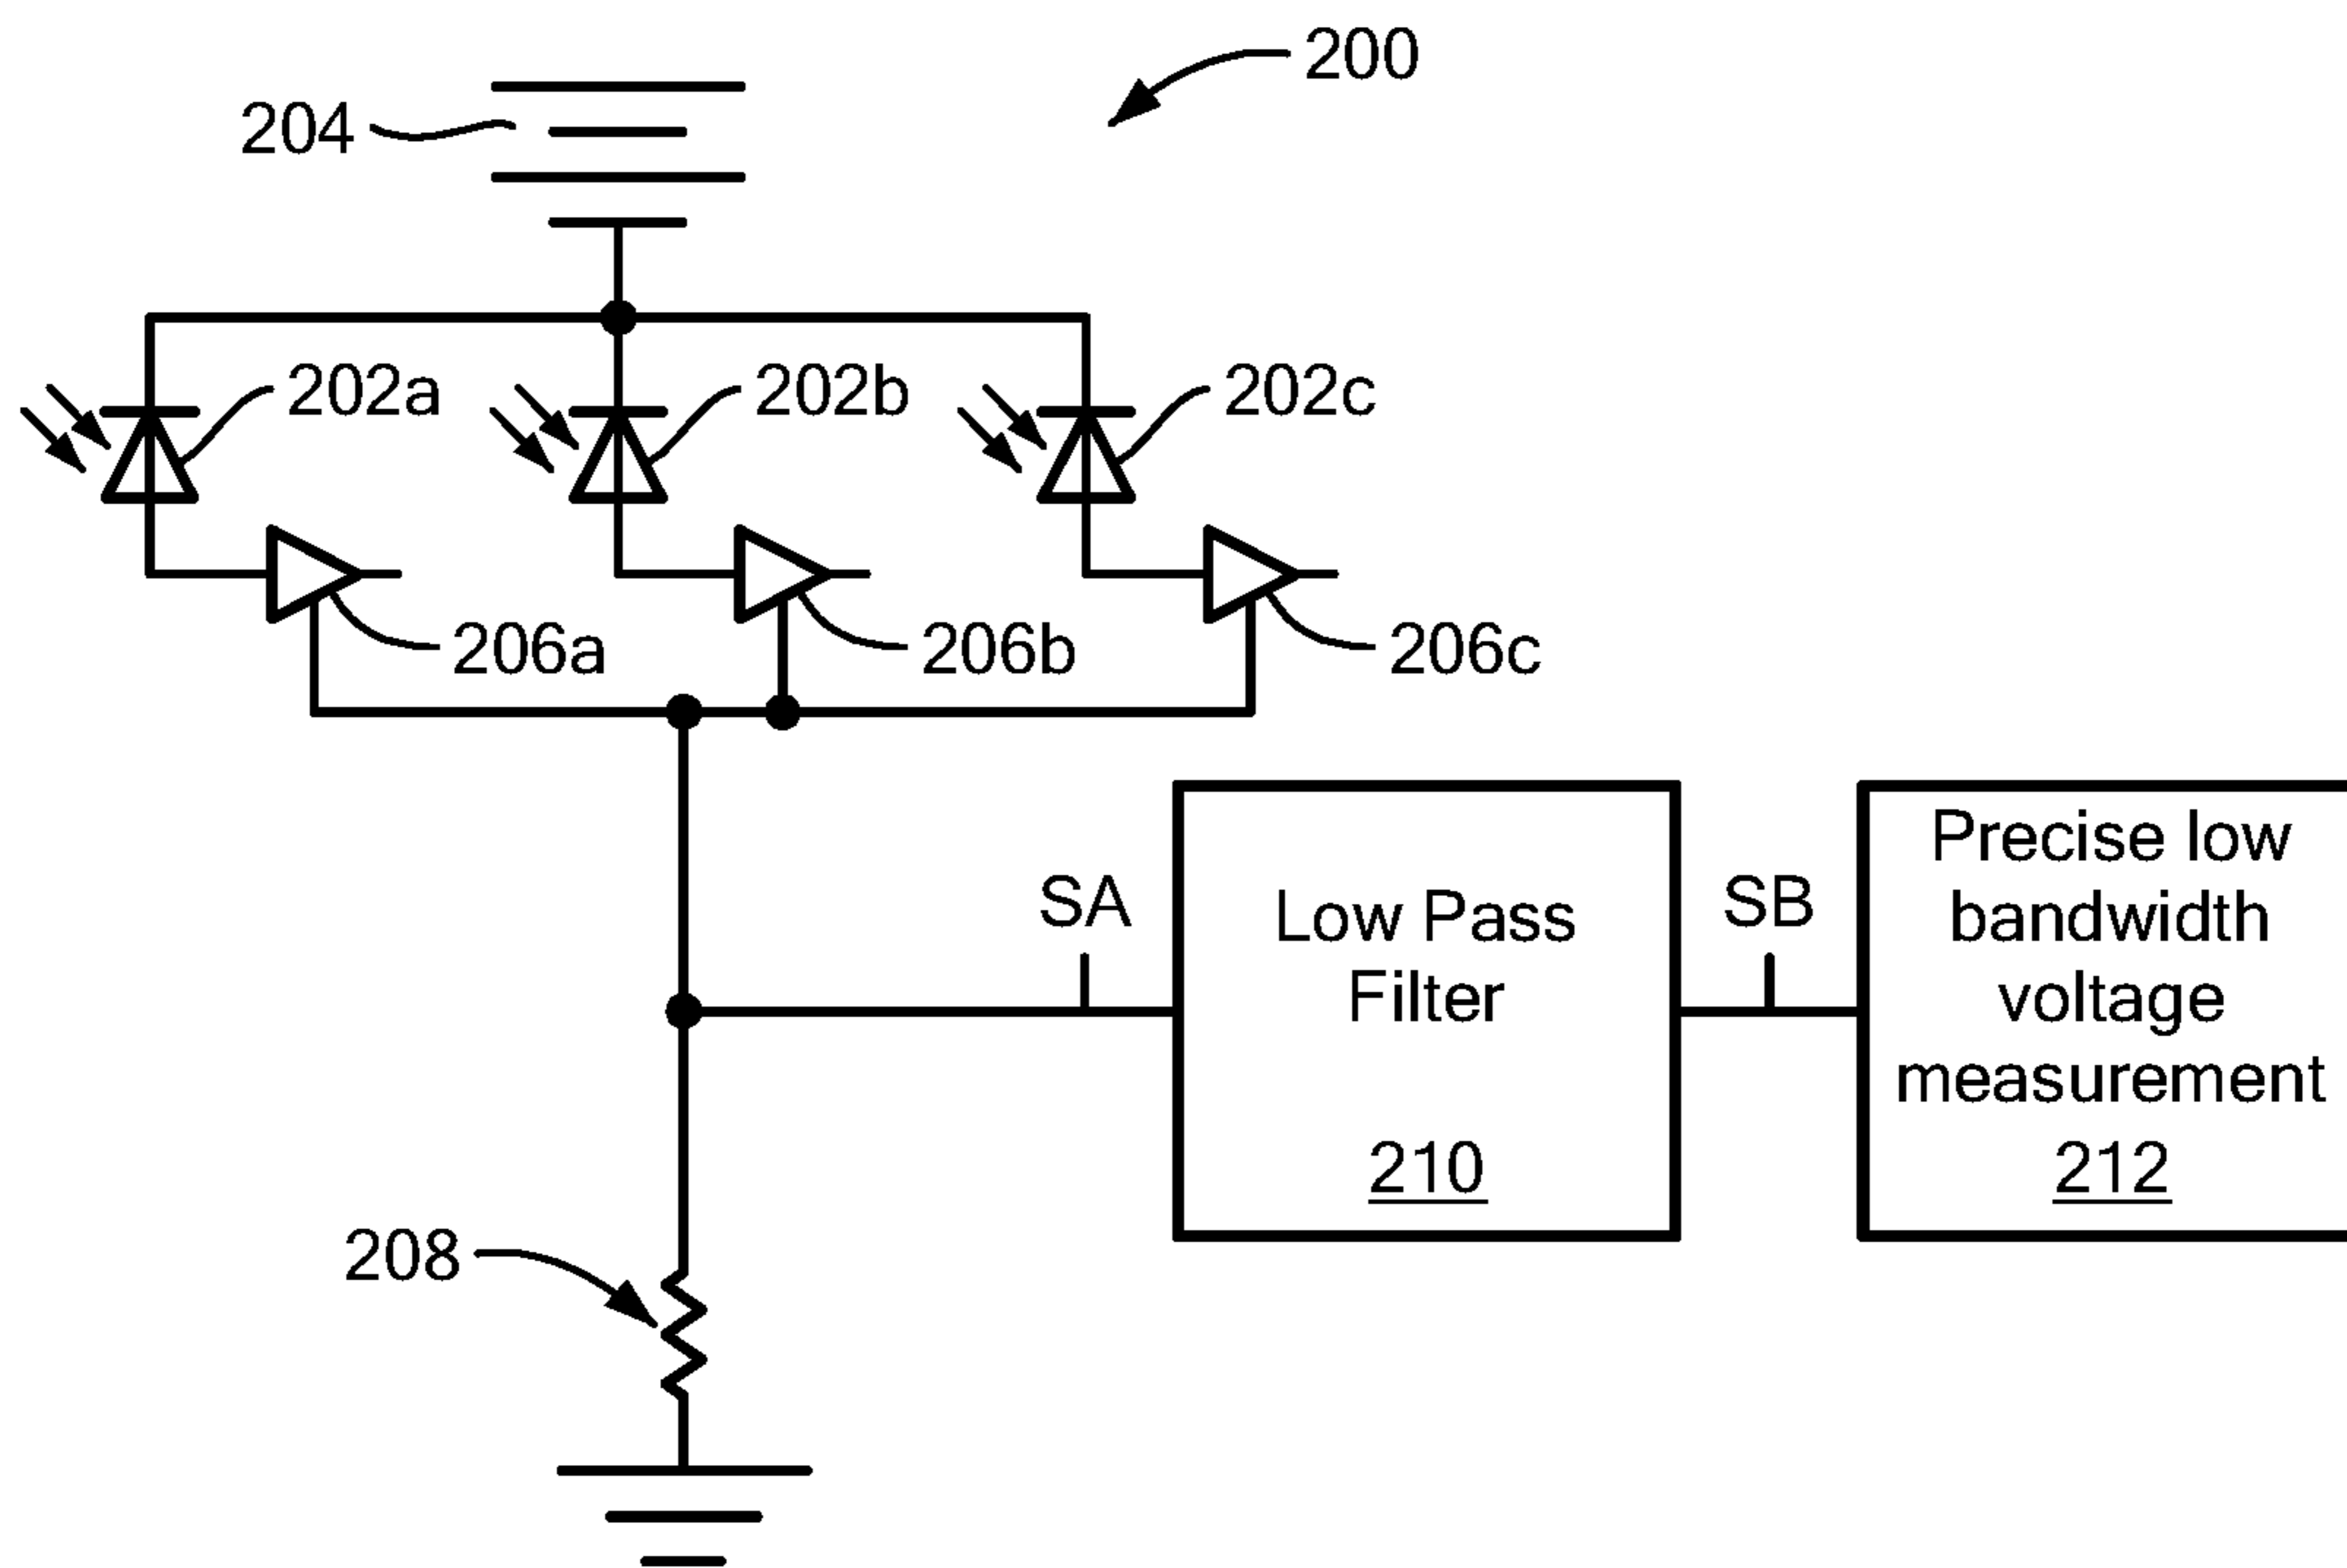 200
204
202a
202b
202c
206a
206b
206c
SA
Low Pass
Filter
210
SB
Precise low
bandwidth
voltage
measurement
212
208